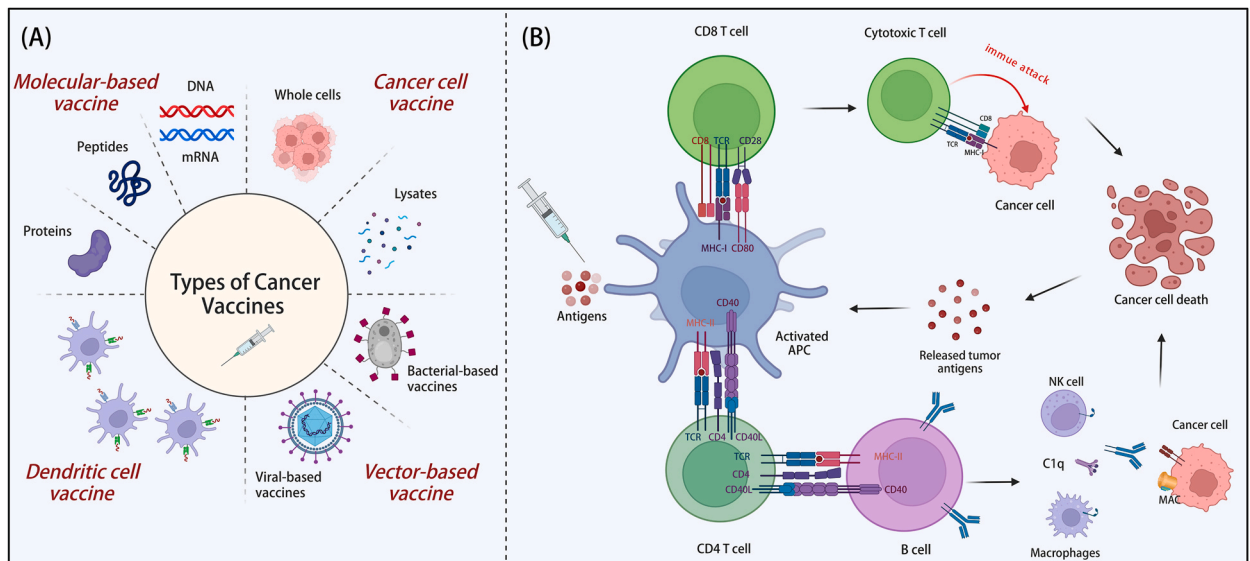 (A)
Molecular-based
vaccine
DNA
mRNA
Whole cells
Cancer cell
vaccine
Peptides
Lysates
Proteins
Types of Cancer
Vaccines
Bacterial-based
vaccines
Dendritic cell
vaccine
Viral-based
vaccines
Vector-based
vaccine
(B)
CD8 T cell
Cytotoxic T cell
immue attack
CD8
TCR
MHC-I
Cancer cell
CD8 TCR CD28
MHC-I CD80
Antigens
CD40
MHC-II
Activated
APC
Released tumor
antigens
Cancer cell death
TCR CD4 CD40L
TCR
CD4
CD40L
MHC-II
CD40
CD4 T cell
B cell
NK cell
C1q
Macrophages
Cancer cell
MAC